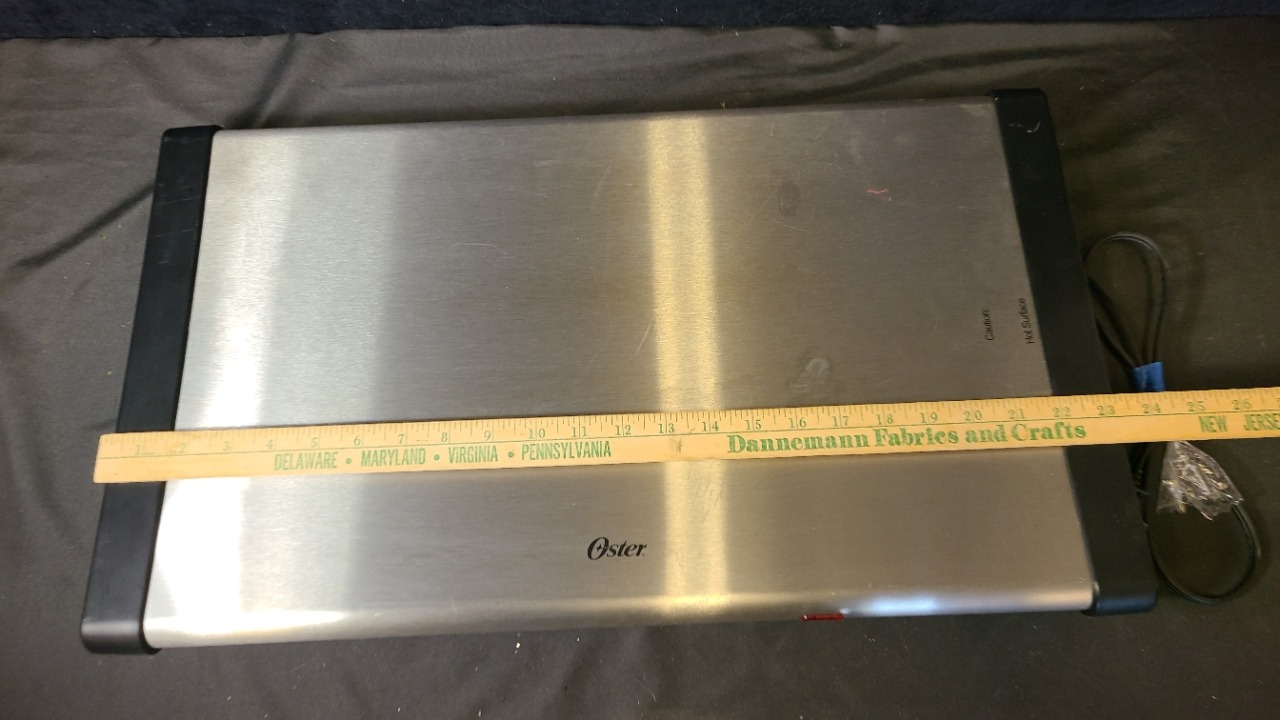 Caution:
Hot Surface
1 2 3 4 5 6 7 8 9 10 11 12 13 14 15 16 17 18 19 20 21 22 23 24 25 26
DELAWARE • MARYLAND • VIRGINIA • PENNSYLVANIA Dannemann Fabrics and Crafts NEW JERSE
Oster